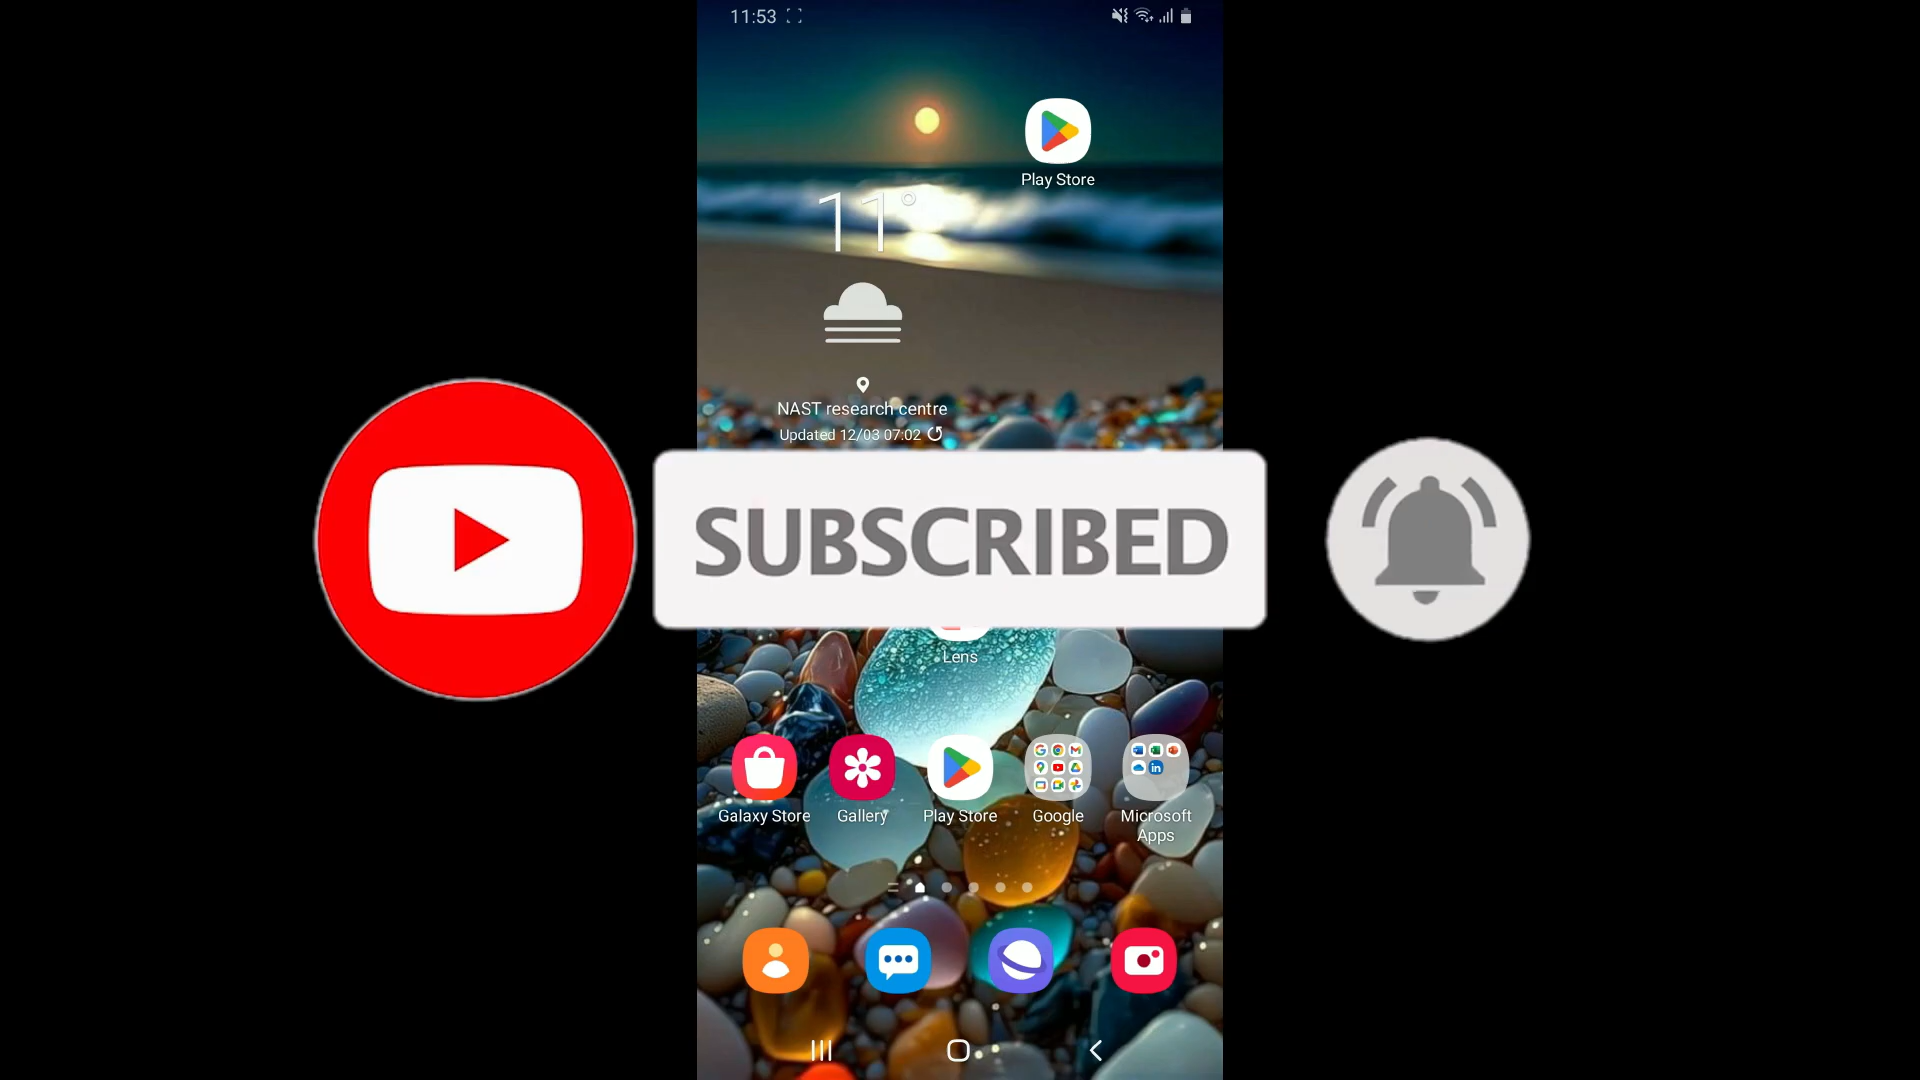 11:53
Play Store
11°
NAST research centre
Updated 12/03 07:02
SUBSCRIBED
Lens
Galaxy Store
Gallery
Play Store
Google
Microsoft
Apps